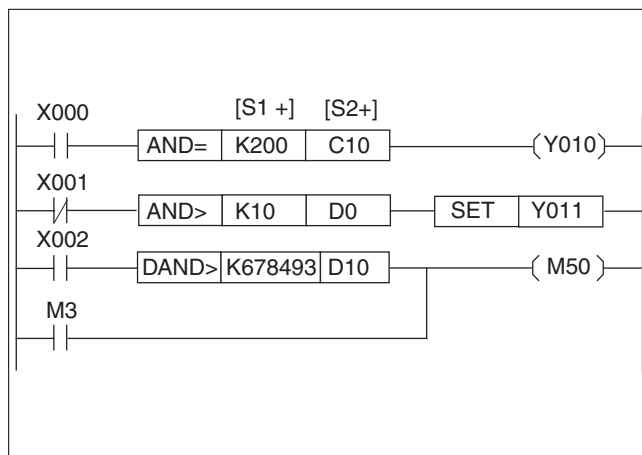 [S1 +] [S2+]
X000
AND= K200 C10 Y010
X001
AND> K10 D0 SET Y011
X002
DAND> K678493 D10 M50
M3